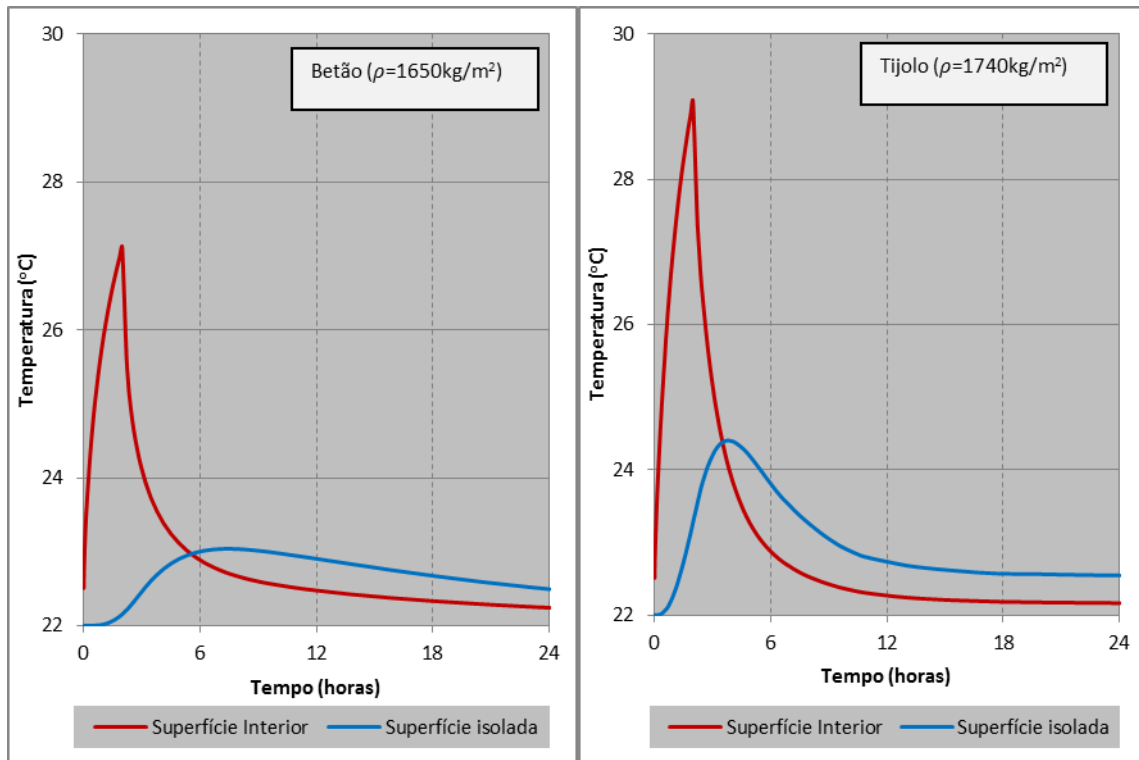 30
28
26
24
22
Temperatura (°C)
Betão (ρ=1650kg/m²)
0 6 12 18 24
Tempo (horas)
Superfície Interior Superfície isolada
30
28
26
24
22
Temperatura (°C)
Tijolo (ρ=1740kg/m²)
0 6 12 18 24
Tempo (horas)
Superfície Interior Superfície isolada